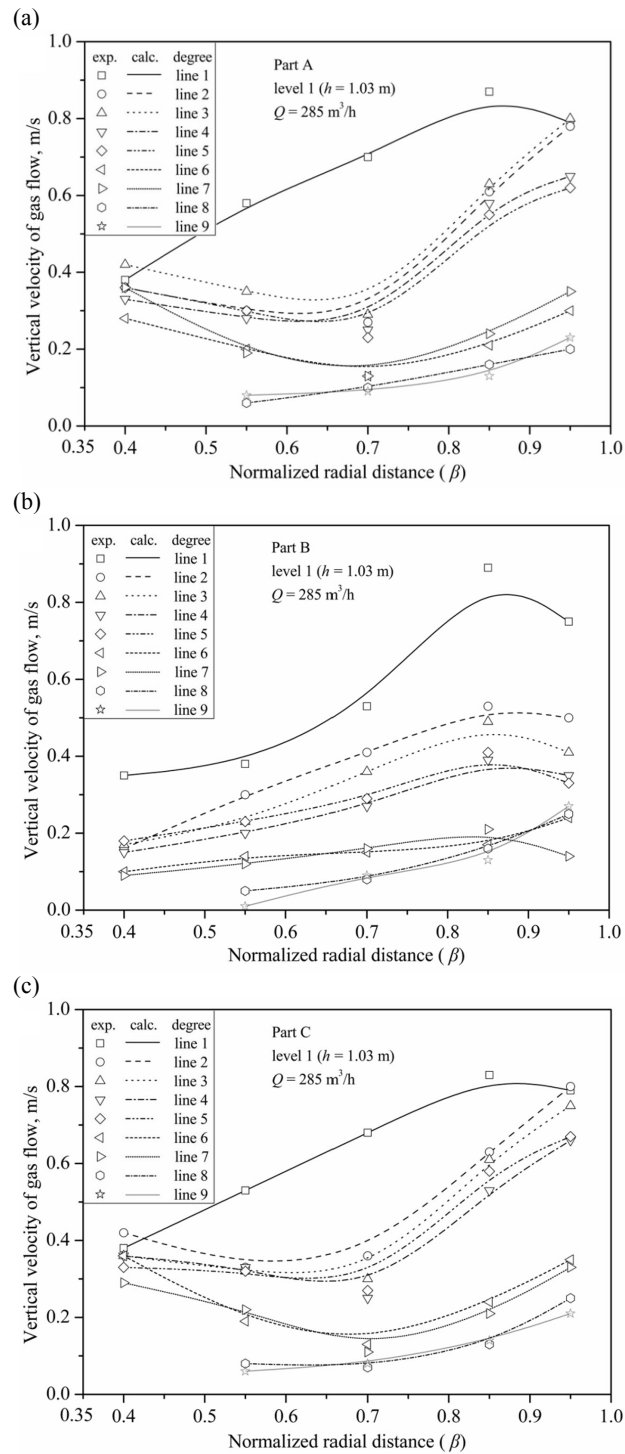 (a)
1.0
0.8
0.6
0.4
0.2
0.0
Vertical velocity of gas flow, m/s
exp. calc. degree
line 1
line 2
line 3
line 4
line 5
line 6
line 7
line 8
line 9
Part A
level 1 (h = 1.03 m)
Q = 285 m³/h
0.35 0.4 0.5 0.6 0.7 0.8 0.9 1.0
Normalized radial distance ( β)
(b)
1.0
0.8
0.6
0.4
0.2
0.0
Vertical velocity of gas flow, m/s
exp. calc. degree
line 1
line 2
line 3
line 4
line 5
line 6
line 7
line 8
line 9
Part B
level 1 (h = 1.03 m)
Q = 285 m³/h
0.35 0.4 0.5 0.6 0.7 0.8 0.9 1.0
Normalized radial distance ( β)
(c)
1.0
0.8
0.6
0.4
0.2
0.0
Vertical velocity of gas flow, m/s
exp. calc. degree
line 1
line 2
line 3
line 4
line 5
line 6
line 7
line 8
line 9
Part C
level 1 (h = 1.03 m)
Q = 285 m³/h
0.35 0.4 0.5 0.6 0.7 0.8 0.9 1.0
Normalized radial distance ( β)